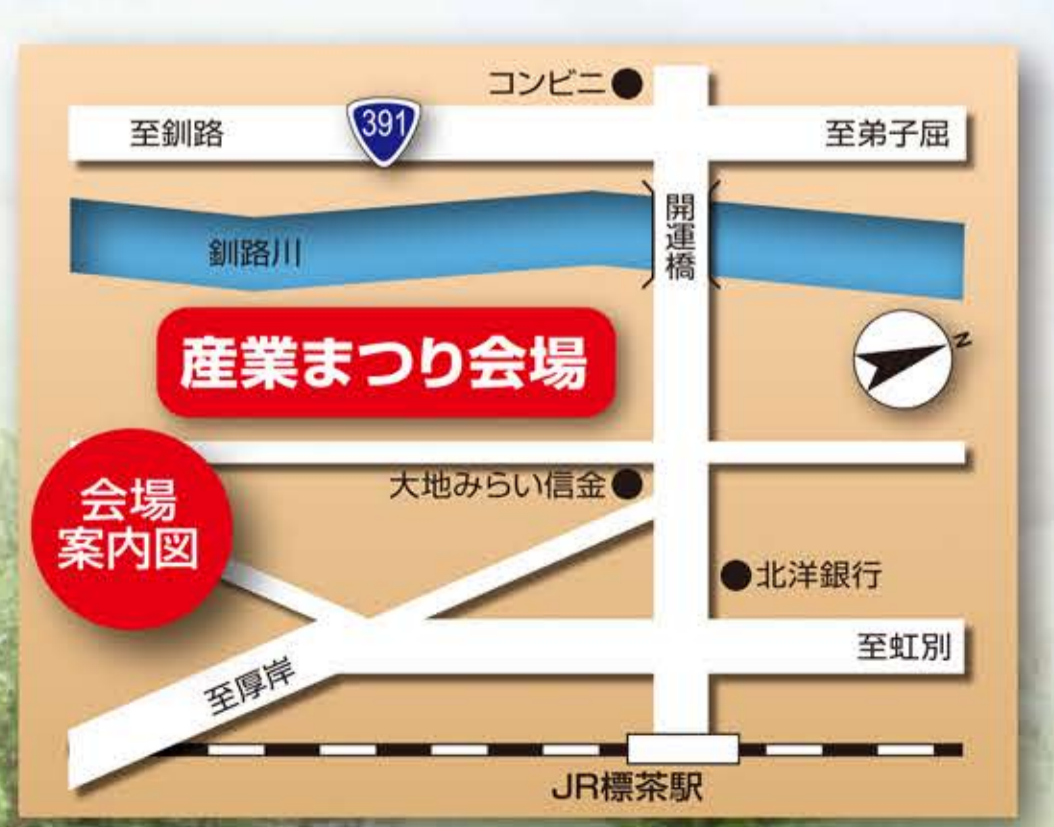 コンビニ
至釧路
391
至弟子屈
開運橋
釧路川
産業まつり会場
N
大地みらい信金
会場
案内図
北洋銀行
至虹別
至厚岸
JR標茶駅